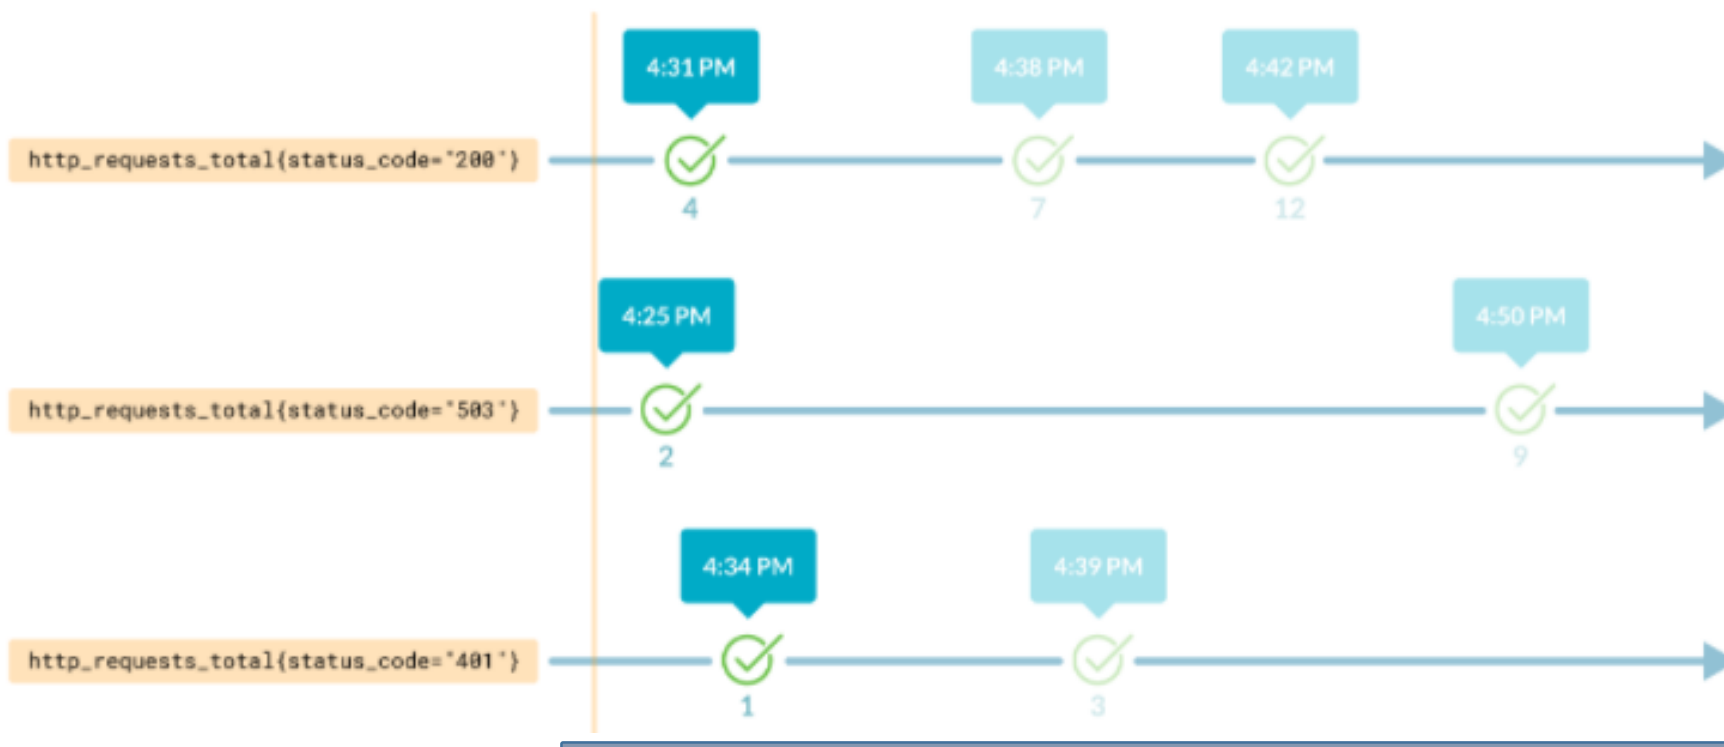 4:31 PM 4:38 PM 4:42 PM
http_requests_total{status_code="200"}
4 7 12
4:25 PM 4:50 PM
http_requests_total{status_code="503"}
2 9
4:34 PM 4:39 PM
http_requests_total{status_code="401"}
1 3